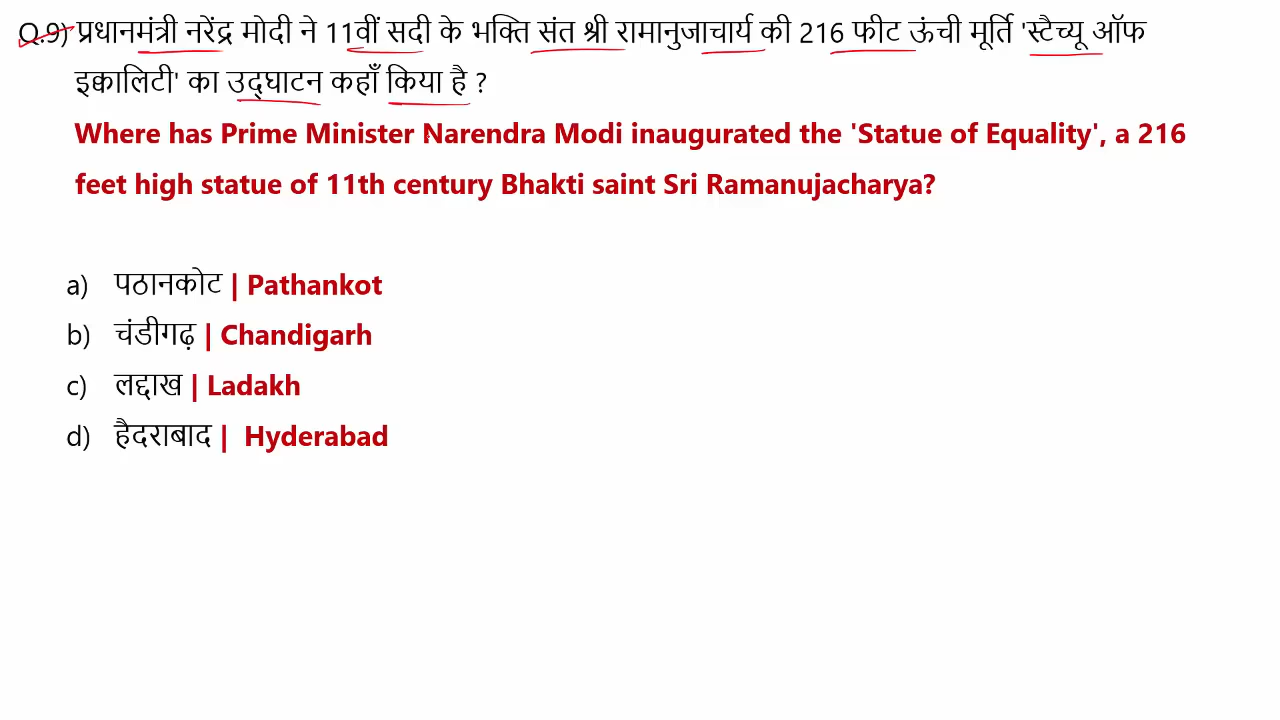 Q.9) प्रधानमंत्री नरेंद्र मोदी ने 11वीं सदी के भक्ति संत श्री रामानुजाचार्य की 216 फीट ऊंची मूर्ति 'स्टैच्यू ऑफ
इक्वालिटी' का उद्घाटन कहाँ किया है ?
Where has Prime Minister Narendra Modi inaugurated the 'Statue of Equality', a 216
feet high statue of 11th century Bhakti saint Sri Ramanujacharya?
a) पठानकोट | Pathankot
b) चंडीगढ़ | Chandigarh
c) लद्दाख | Ladakh
d) हैदराबाद | Hyderabad